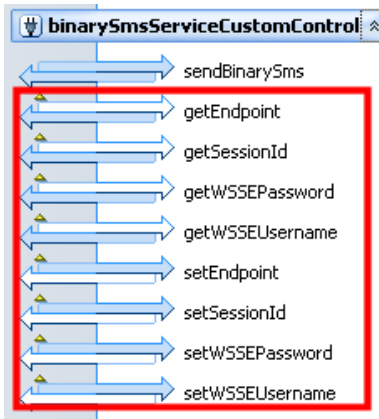 binarySmsServiceCustomControl
sendBinarySms
getEndpoint
getSessionId
getWSSEPassword
getWSSEUsername
setEndpoint
setSessionId
setWSSEPassword
setWSSEUsername